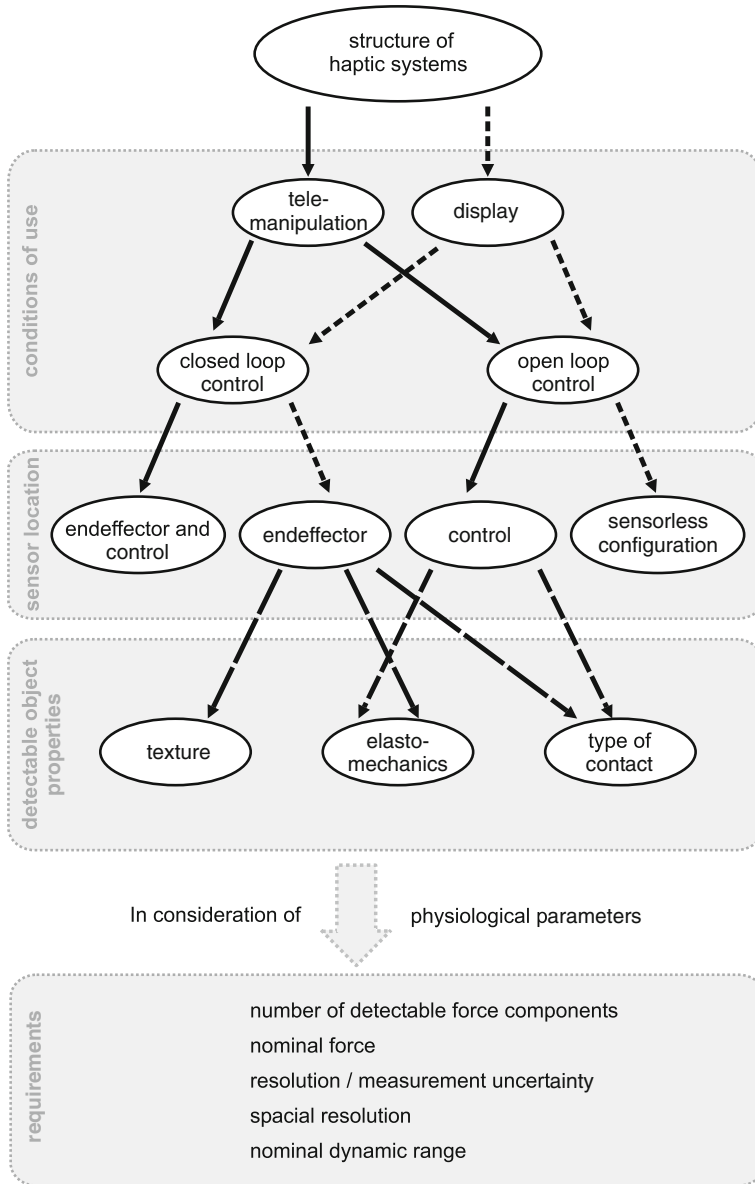 structure of
haptic systems
conditions of use
tele-
manipulation
display
closed loop
control
open loop
control
sensor location
endeffector and
control
endeffector
control
sensorless
configuration
detectable object
properties
texture
elasto-
mechanics
type of
contact
In consideration of
physiological parameters
requirements
number of detectable force components
nominal force
resolution / measurement uncertainty
spacial resolution
nominal dynamic range